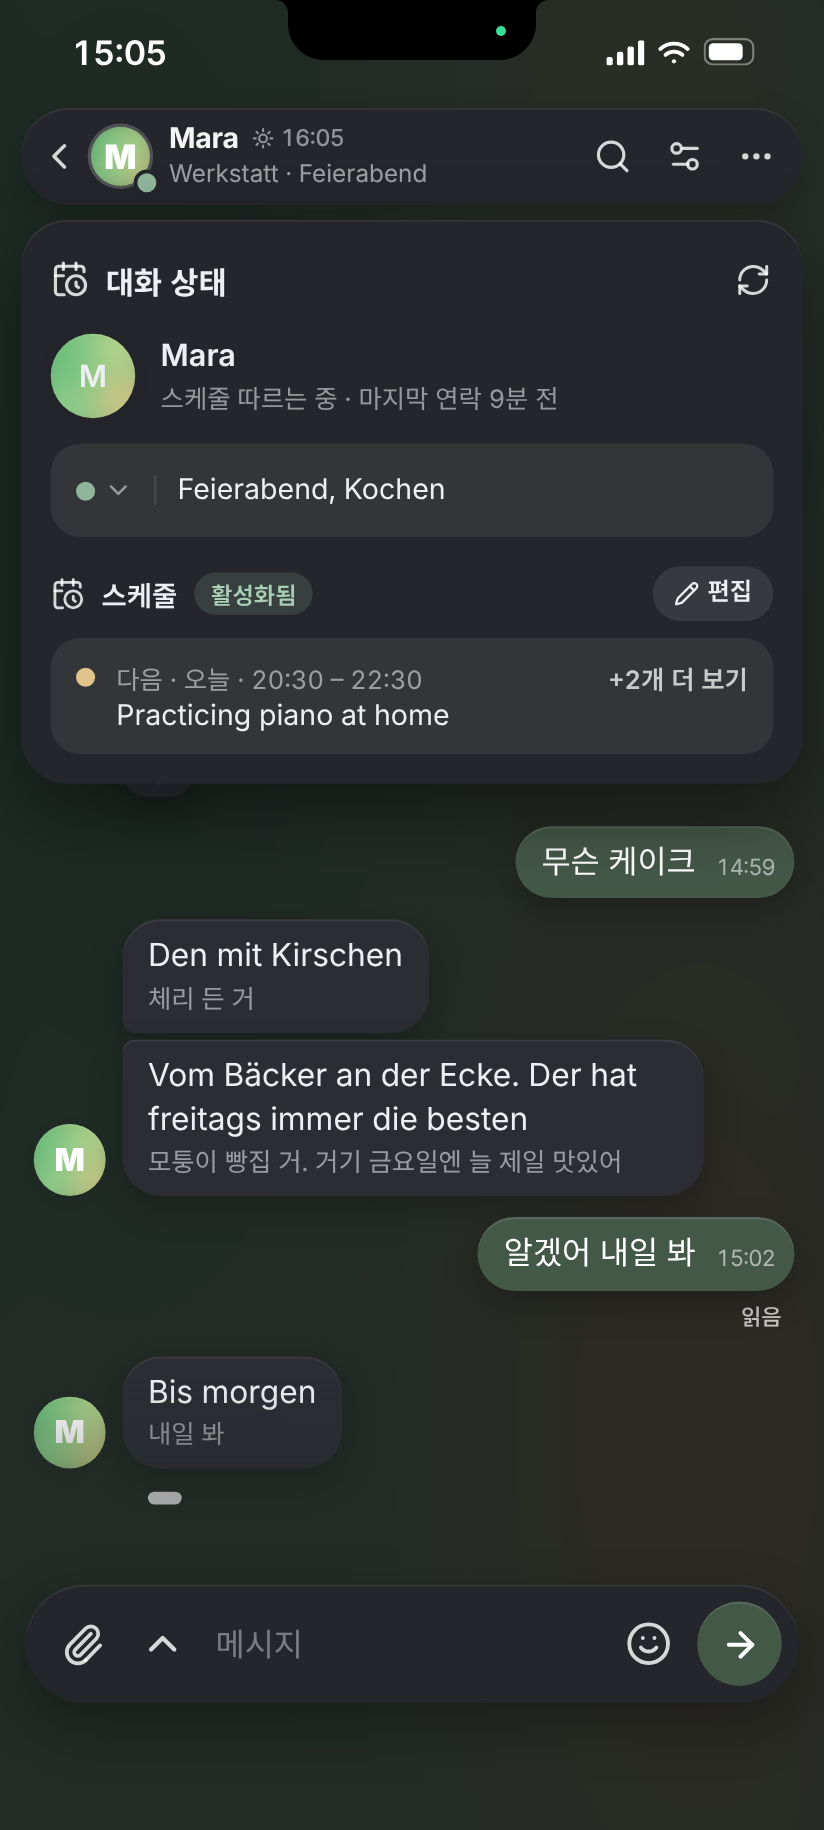 15:05
M
Mara 16:05
Werkstatt · Feierabend
대화 상태
M
Mara
스케줄 따르는 중 · 마지막 연락 9분 전
Feierabend, Kochen
스케줄 활성화됨 편집
다음 · 오늘 · 20:30 – 22:30 +2개 더 보기
Practicing piano at home
무슨 케이크 14:59
Den mit Kirschen
체리 든 거
Vom Bäcker an der Ecke. Der hat
freitags immer die besten
모퉁이 빵집 거. 거기 금요일엔 늘 제일 맛있어
M
알겠어 내일 봐 15:02
읽음
Bis morgen
내일 봐
M
메시지